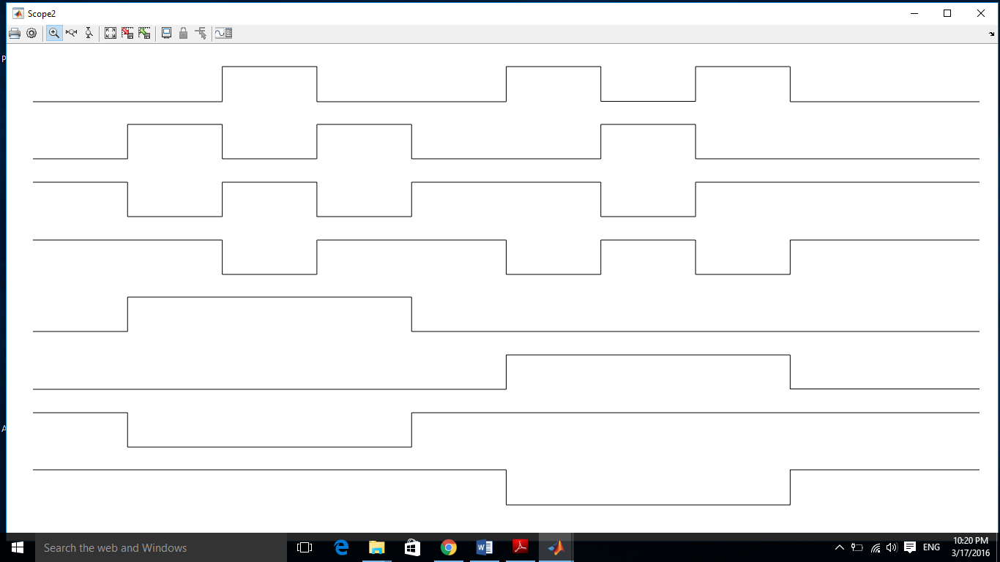 Scope2
P
A
Search the web and Windows
ENG
10:20 PM
3/17/2016